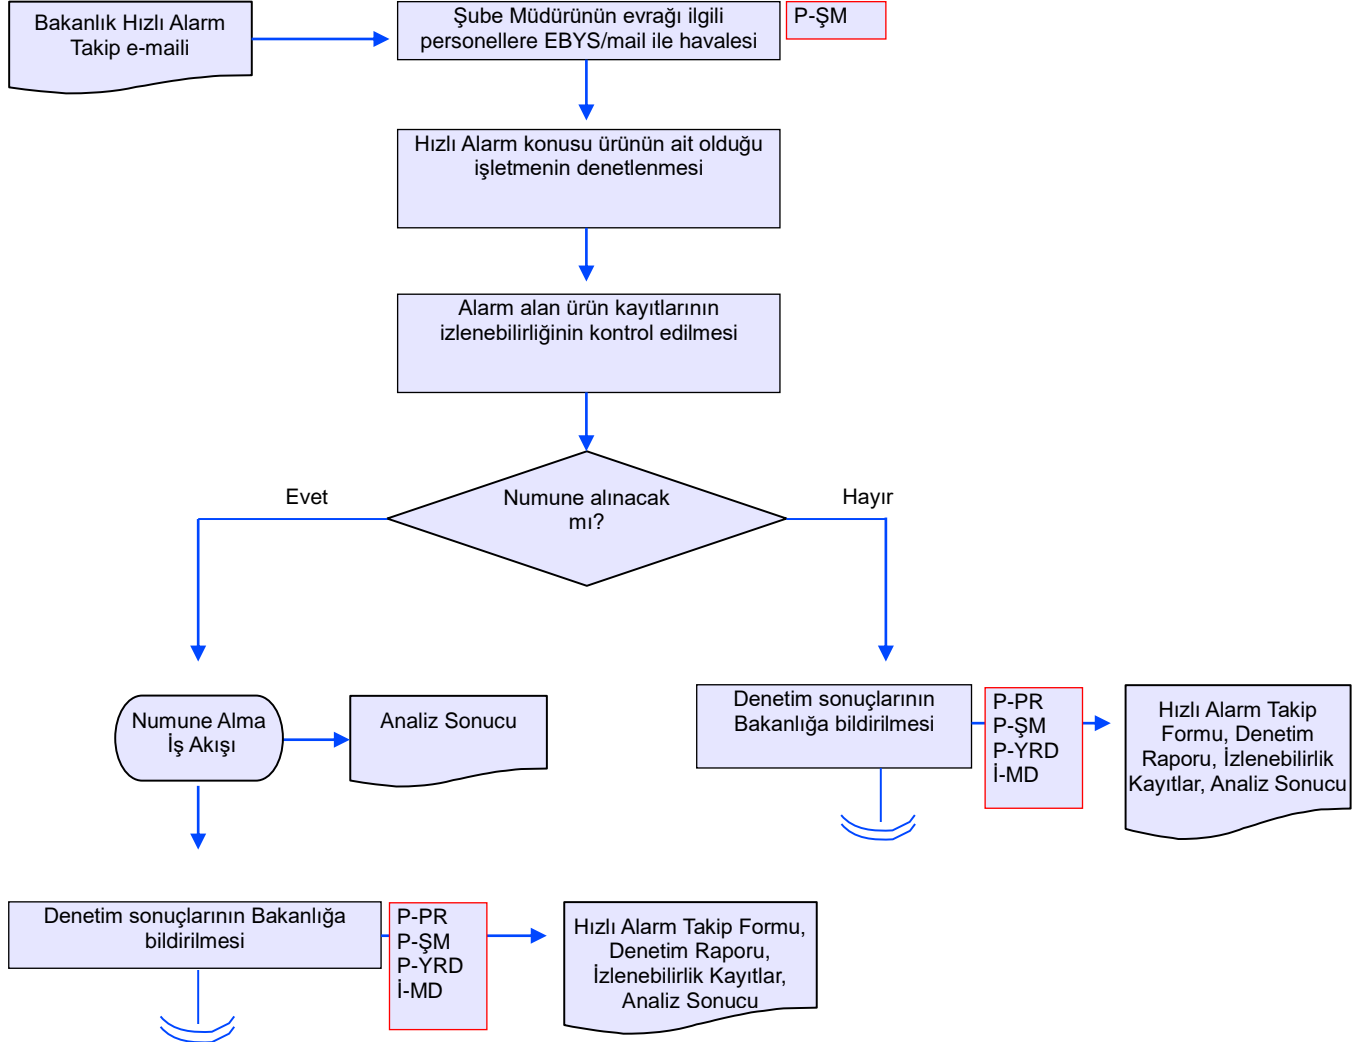 Bakanlık Hızlı Alarm
Takip e-maili
Şube Müdürünün evrağı ilgili
personellere EBYS/mail ile havalesi
P-ŞM
Hızlı Alarm konusu ürünün ait olduğu
işletmenin denetlenmesi
Alarm alan ürün kayıtlarının
izlenebilirliğinin kontrol edilmesi
Evet
Numune alınacak
mı?
Hayır
Numune Alma
İş Akışı
Analiz Sonucu
Denetim sonuçlarının
Bakanlığa bildirilmesi
P-PR
P-ŞM
P-YRD
İ-MD
Hızlı Alarm Takip
Formu, Denetim
Raporu, İzlenebilirlik
Kayıtlar, Analiz Sonucu
Denetim sonuçlarının Bakanlığa
bildirilmesi
P-PR
P-ŞM
P-YRD
İ-MD
Hızlı Alarm Takip Formu,
Denetim Raporu,
İzlenebilirlik Kayıtlar,
Analiz Sonucu